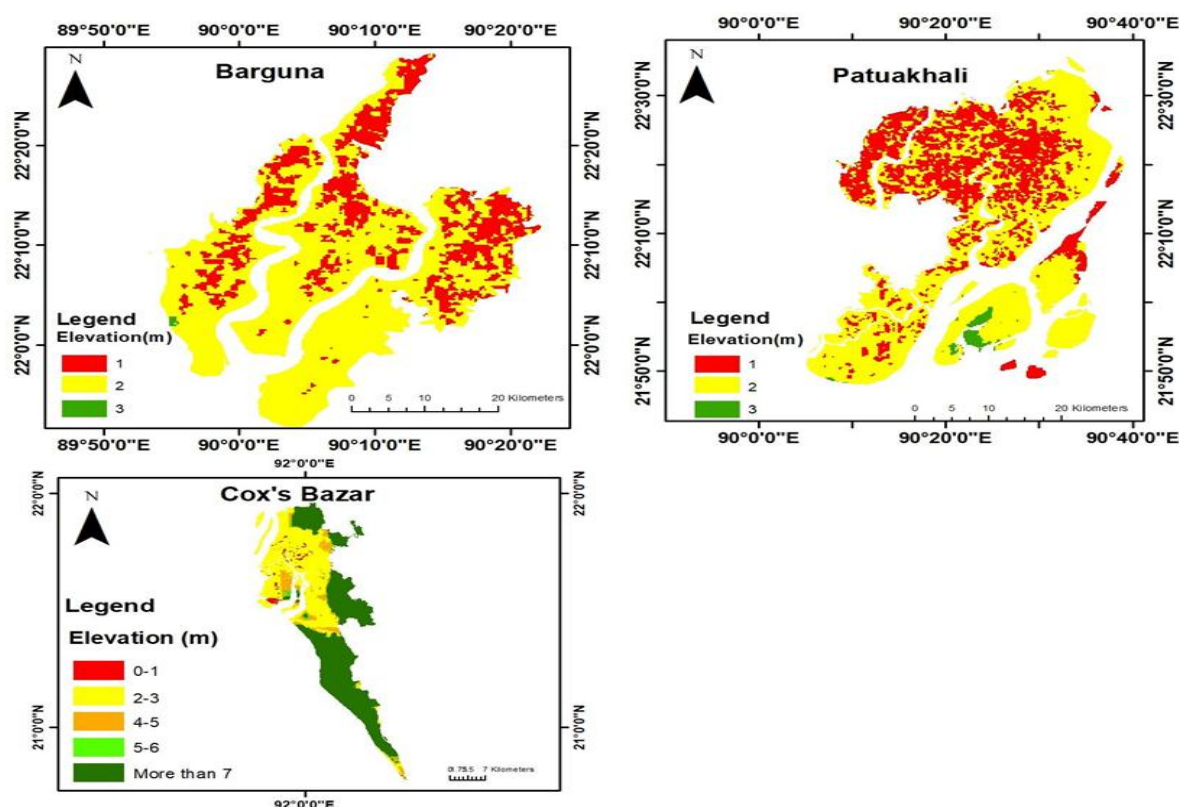 89°50'0"E 90°0'0"E 90°10'0"E 90°20'0"E
N
Barguna
22°20'0"N
22°10'0"N
22°0'0"N
22°20'0"N
22°10'0"N
22°0'0"N
Legend
Elevation(m)
1
2
3
0 5 10 20 Kilometers
89°50'0"E 90°0'0"E 90°10'0"E 90°20'0"E
90°0'0"E 90°20'0"E 90°40'0"E
N
Patuakhali
22°30'0"N
22°10'0"N
21°50'0"N
22°30'0"N
22°10'0"N
21°50'0"N
Legend
Elevation(m)
1
2
3
0 5 10 20 Kilometers
90°0'0"E 90°20'0"E 90°40'0"E
92°0'0"E
N
Cox's Bazar
22°0'0"N
21°0'0"N
22°0'0"N
21°0'0"N
Legend
Elevation (m)
0-1
2-3
4-5
5-6
More than 7
7 Kilometers
92°0'0"E